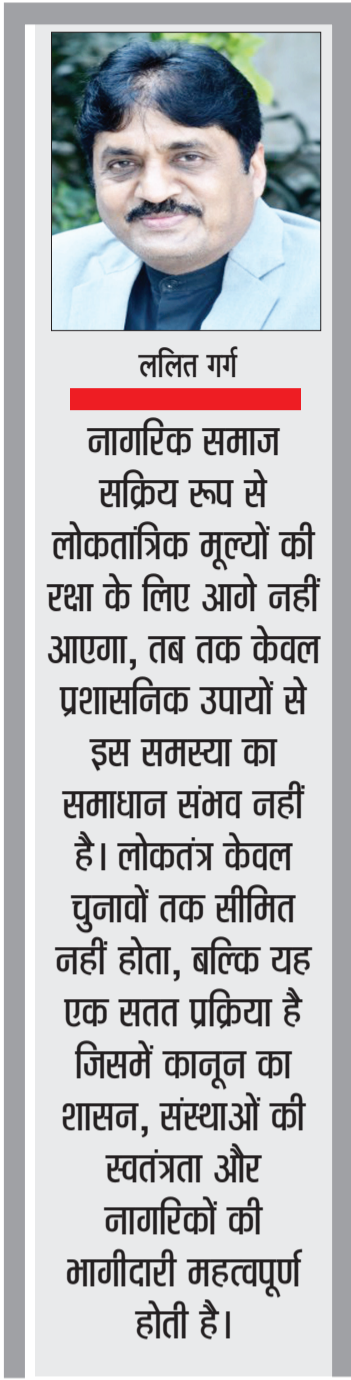 ललित गर्ग
नागरिक समाज
सक्रिय रूप से
लोकतांत्रिक मूल्यों की
रक्षा के लिए आगे नहीं
आएगा, तब तक केवल
प्रशासनिक उपायों से
इस समस्या का
समाधान संभव नहीं
है। लोकतंत्र केवल
चुनावों तक सीमित
नहीं होता, बल्कि यह
एक सतत प्रक्रिया है
जिसमें कानून का
शासन, संस्थाओं की
स्वतंत्रता और
नागरिकों की
भागीदारी महत्वपूर्ण
होती है।